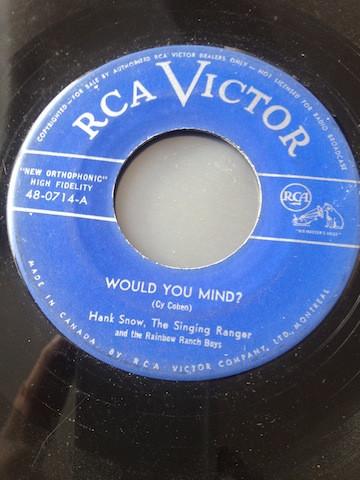 COPYRIGHTED—FOR SALE BY AUTHORIZED RCA VICTOR DEALERS ONLY — NOT LICENSED FOR RADIO BROADCAST
RCA VICTOR
"NEW ORTHOPHONIC"
HIGH FIDELITY
48-0714-A
RCA
"HIS MASTER'S VOICE"
WOULD YOU MIND?
(Cy Coben)
Hank Snow, The Singing Ranger
and the Rainbow Ranch Boys
MADE IN CANADA, BY RCA VICTOR COMPANY, LTD., MONTREAL